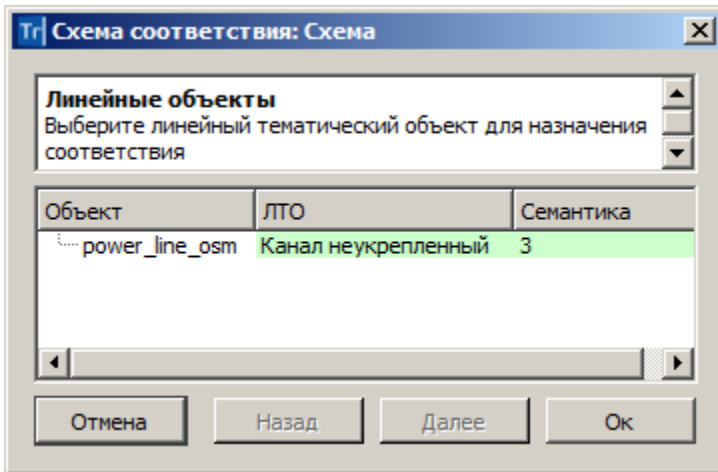 Tr Схема соответствия: Схема
Линейные объекты
Выберите линейный тематический объект для назначения
соответствия
Объект ЛТО Семантика
power_line_osm Канал неукрепленный 3
Отмена Назад Далее Ок